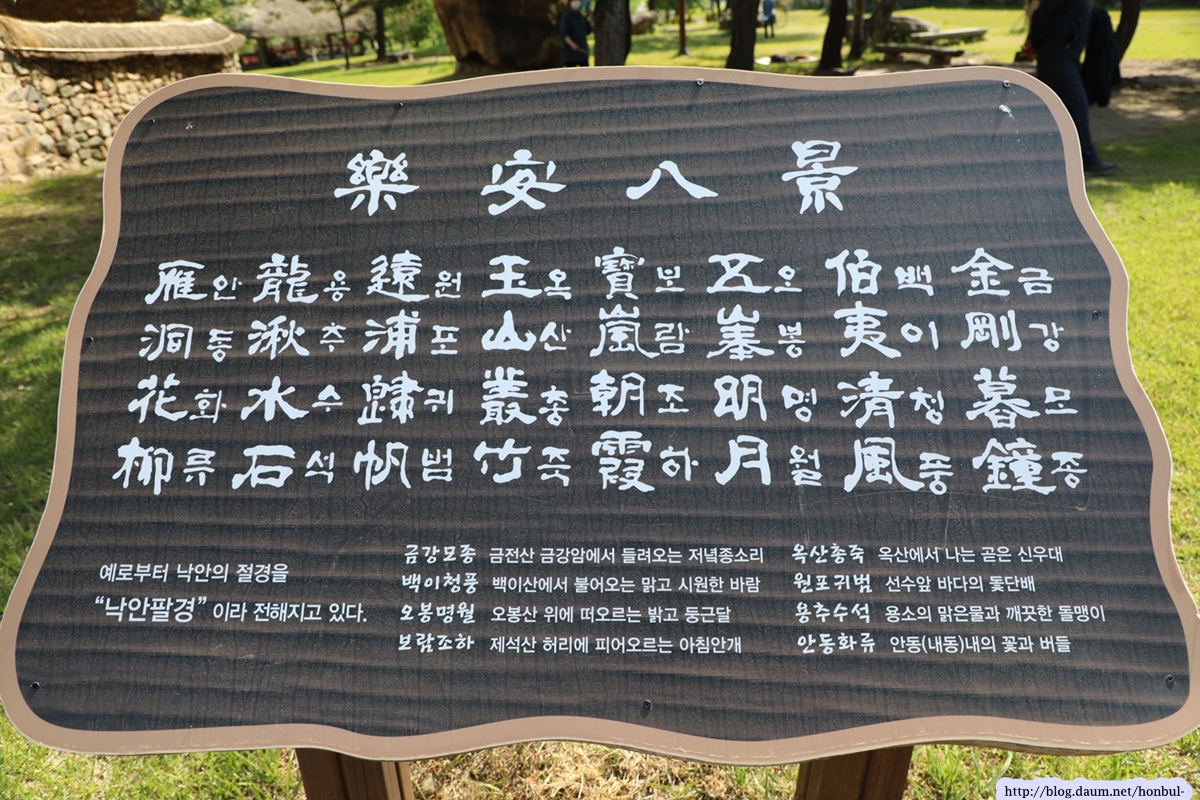 樂安八景
金금剛강暮모鐘종
伯백夷이清청風풍
五오峯봉明명月월
寶보嵐람朝조霞하
玉옥山산叢총竹죽
遠원浦포歸귀帆범
龍용湫추水수石석
雁안洞동花화柳류
예로부터 낙안의 절경을
“낙안팔경” 이라 전해지고 있다.
금강모종 금전산 금강암에서 들려오는 저녘종소리
백이청풍 백이산에서 불어오는 맑고 시원한 바람
오봉명월 오봉산 위에 떠오르는 밝고 둥근달
보람조하 제석산 허리에 피어오르는 아침안개
옥산총죽 옥산에서 나는 곧은 신우대
원포귀범 선수앞 바다의 돛단배
용추수석 용소의 맑은물과 깨끗한 돌맹이
안동화류 안동(내동)내의 꽃과 버들
http://blog.daum.net/honbul-